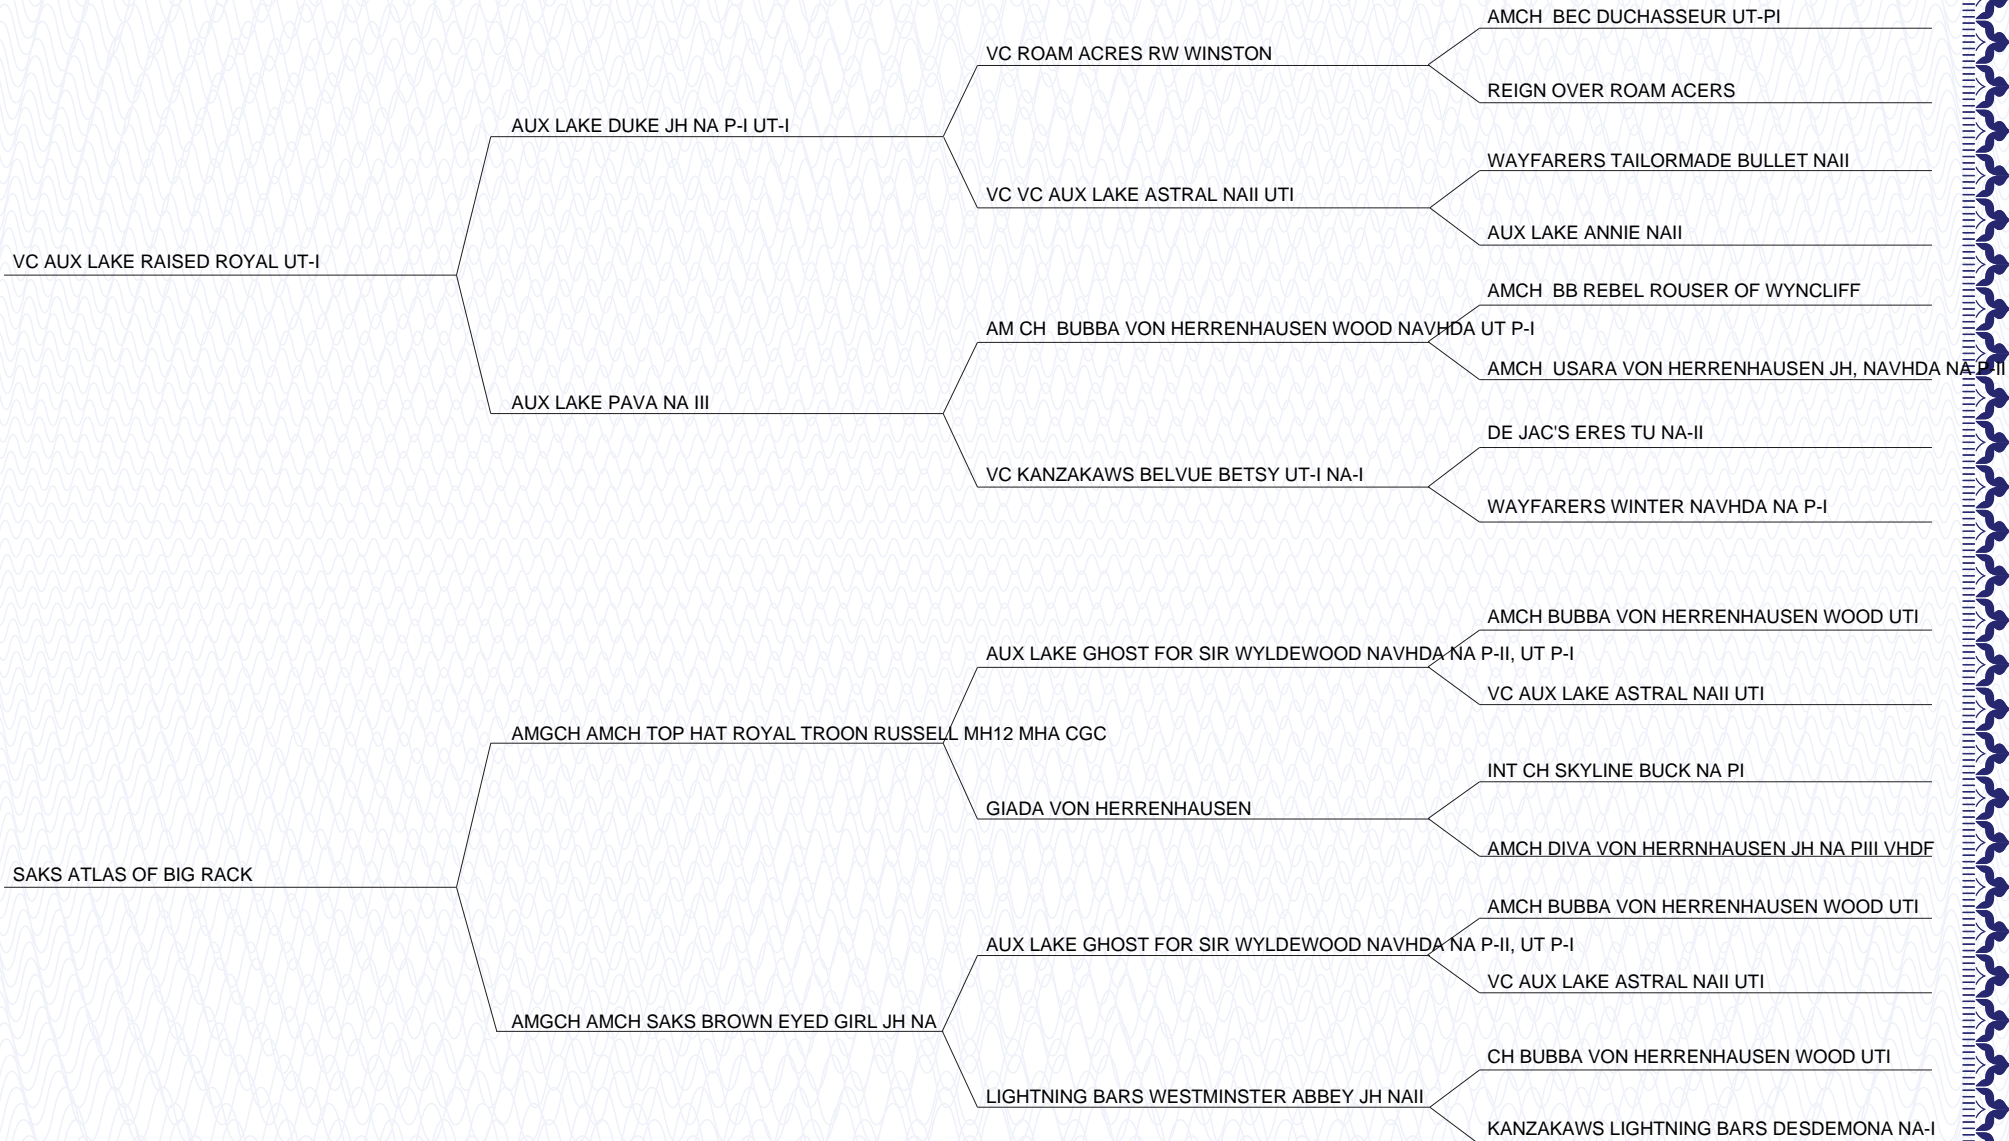 AMCH  BEC DUCHASSEUR UT-PI
VC ROAM ACRES RW WINSTON
REIGN OVER ROAM ACERS
AUX LAKE DUKE JH NA P-I UT-I
WAYFARERS TAILORMADE BULLET NAII
VC VC AUX LAKE ASTRAL NAII UTI
AUX LAKE ANNIE NAII
VC AUX LAKE RAISED ROYAL UT-I
AMCH  BB REBEL ROUSER OF WYNCLIFF
AM CH  BUBBA VON HERRENHAUSEN WOOD NAVHDA UT P-I
AMCH  USARA VON HERRENHAUSEN JH, NAVHDA NA P-II
AUX LAKE PAVA NA III
DE JAC'S ERES TU NA-II
VC KANZAKAWS BELVUE BETSY UT-I NA-I
WAYFARERS WINTER NAVHDA NA P-I
AMCH BUBBA VON HERRENHAUSEN WOOD UTI
AUX LAKE GHOST FOR SIR WYLDEWOOD NAVHDA NA P-II, UT P-I
VC AUX LAKE ASTRAL NAII UTI
AMGCH AMCH TOP HAT ROYAL TROON RUSSELL MH12 MHA CGC
INT CH SKYLINE BUCK NA PI
GIADA VON HERRENHAUSEN
AMCH DIVA VON HERRNHAUSEN JH NA PIII VHDF
SAKS ATLAS OF BIG RACK
AMCH BUBBA VON HERRENHAUSEN WOOD UTI
AUX LAKE GHOST FOR SIR WYLDEWOOD NAVHDA NA P-II, UT P-I
VC AUX LAKE ASTRAL NAII UTI
AMGCH AMCH SAKS BROWN EYED GIRL JH NA
CH BUBBA VON HERRENHAUSEN WOOD UTI
LIGHTNING BARS WESTMINSTER ABBEY JH NAII
KANZAKAWS LIGHTNING BARS DESDEMONA NA-I